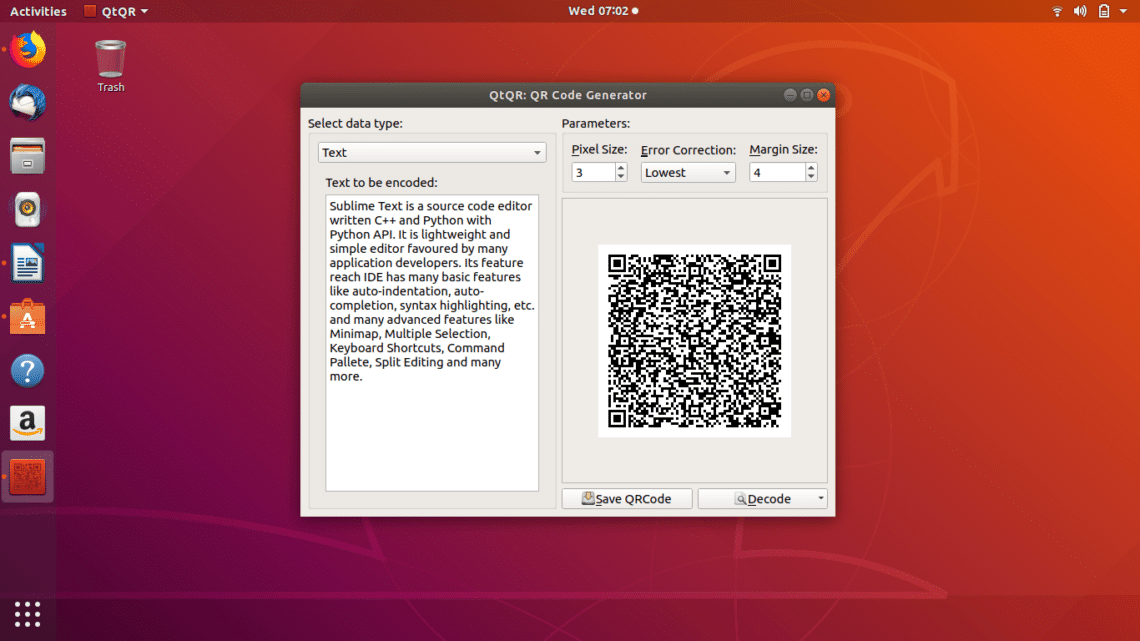 Activities QtQR Wed 07:02
Trash
QtQR: QR Code Generator
Select data type:
Text
Text to be encoded:
Sublime Text is a source code editor
written C++ and Python with
Python API. It is lightweight and
simple editor favoured by many
application developers. Its feature
reach IDE has many basic features
like auto-indentation, auto-
completion, syntax highlighting, etc.
and many advanced features like
Minimap, Multiple Selection,
Keyboard Shortcuts, Command
Pallete, Split Editing and many
more.
Parameters:
Pixel Size: Error Correction: Margin Size:
3 Lowest 4
Save QRCode Decode
?
a